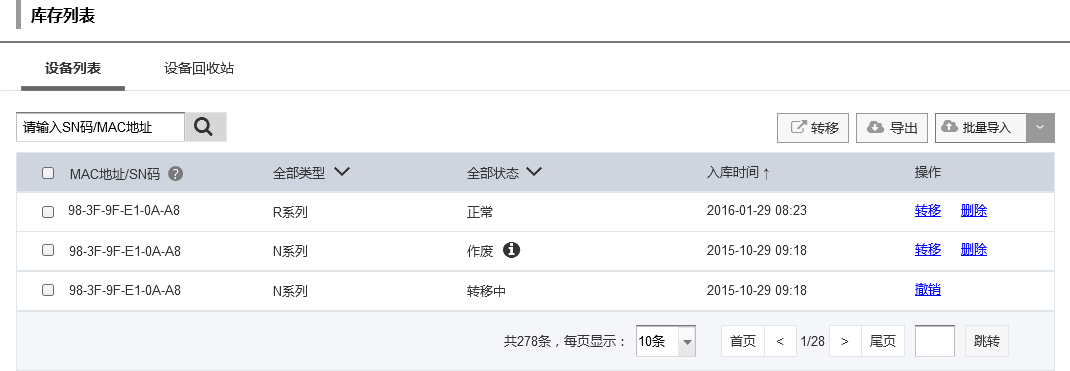 库存列表
设备列表 设备回收站
请输入SN码/MAC地址 转移 导出 批量导入
MAC地址/SN码 ? 全部类型 全部状态 入库时间↑ 操作
98-3F-9F-E1-0A-A8 R系列 正常 2016-01-29 08:23 转移 删除
98-3F-9F-E1-0A-A8 N系列 作废 2015-10-29 09:18 转移 删除
98-3F-9F-E1-0A-A8 N系列 转移中 2015-10-29 09:18 撤销
共278条，每页显示： 10条 首页 < 1/28 > 尾页 跳转